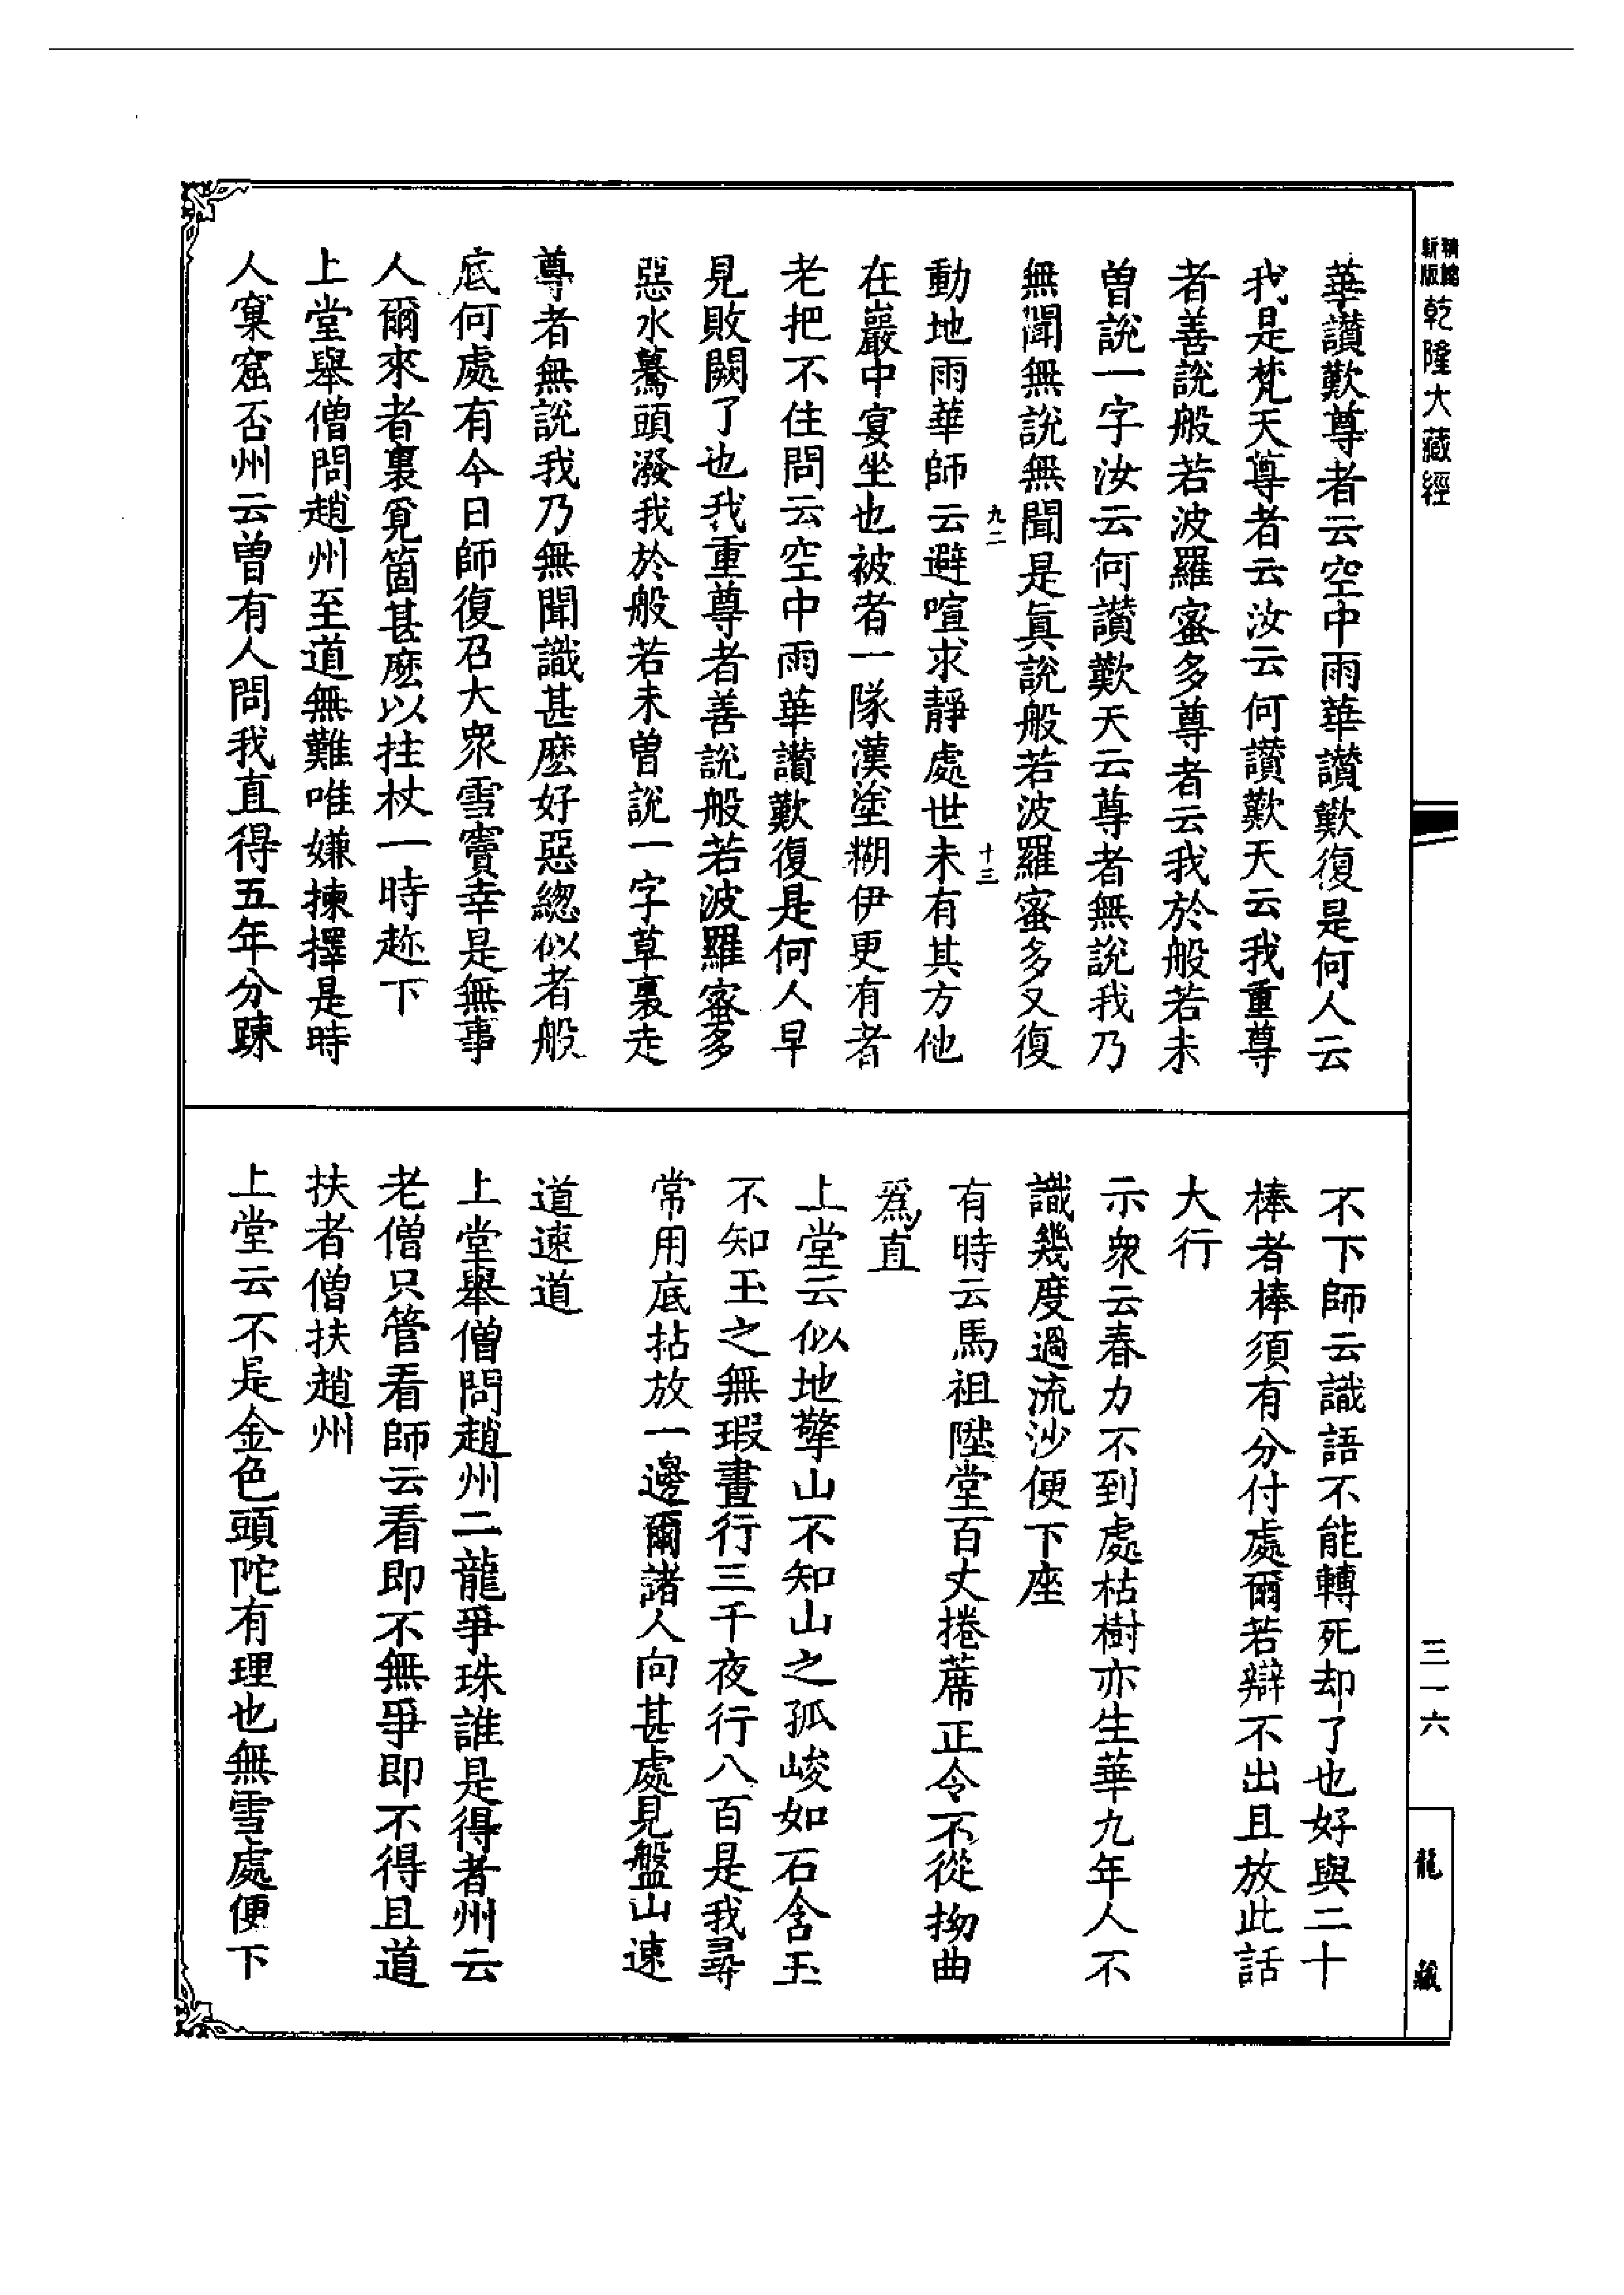 精編
新版
乾隆大藏經
三一六
龍藏
華讚歎尊者云空中雨華讚歎復是何人云
我是梵天尊者云汝云何讚歎天云我重尊
者善說般若波羅蜜多尊者云我於般若未
曾說一字汝云何讚歎天云尊者無說我乃
無聞無說無聞是眞說般若波羅蜜多又復
九二
十三
動地雨華師云避喧求靜處世未有其方他
在巖中宴坐也被者一隊漢塗糊伊更有者
老把不住問云空中雨華讚歎復是何人早
見敗闕了也我重尊者善說般若波羅蜜多
惡水驀頭潑我於般若未曾說一字草裏走
尊者無說我乃無聞識甚麽好惡總似者般
底何處有今日師復召大衆雪竇幸是無事
人爾來者裏覓箇甚麽以拄杖一時趂下
上堂舉僧問趙州至道無難唯嫌揀擇是時
人窠窟否州云曾有人問我直得五年分疎
不下師云識語不能轉死却了也好與二十
棒者棒須有分付處爾若辯不出且放此話
大行
示衆云春力不到處枯樹亦生華九年人不
識幾度過流沙便下座
有時云馬祖陞堂百丈捲蓆正令不從拗曲
爲直
上堂云似地擎山不知山之孤峻如石含玉
不知玉之無瑕晝行三千夜行八百是我尋
常用底拈放一邊爾諸人向甚處見盤山速
道速道
上堂舉僧問趙州二龍爭珠誰是得者州云
老僧只管看師云看即不無爭即不得且道
扶者僧扶趙州
上堂云不是金色頭陀有理也無雪處便下